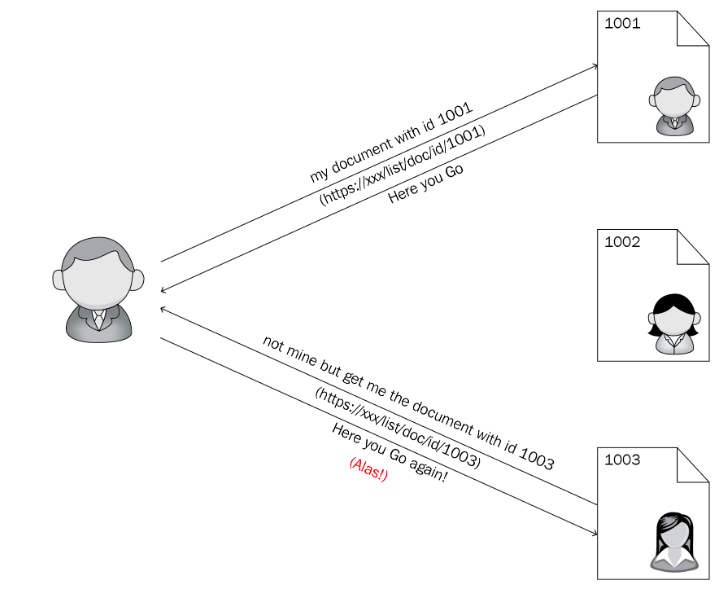 1001
my document with id 1001
(https://xxx/list/doc/id/1001)
Here you Go
1002
not mine but get me the document with id 1003
(https://xxx/list/doc/id/1003)
Here you Go again!
(Alas!)
1003